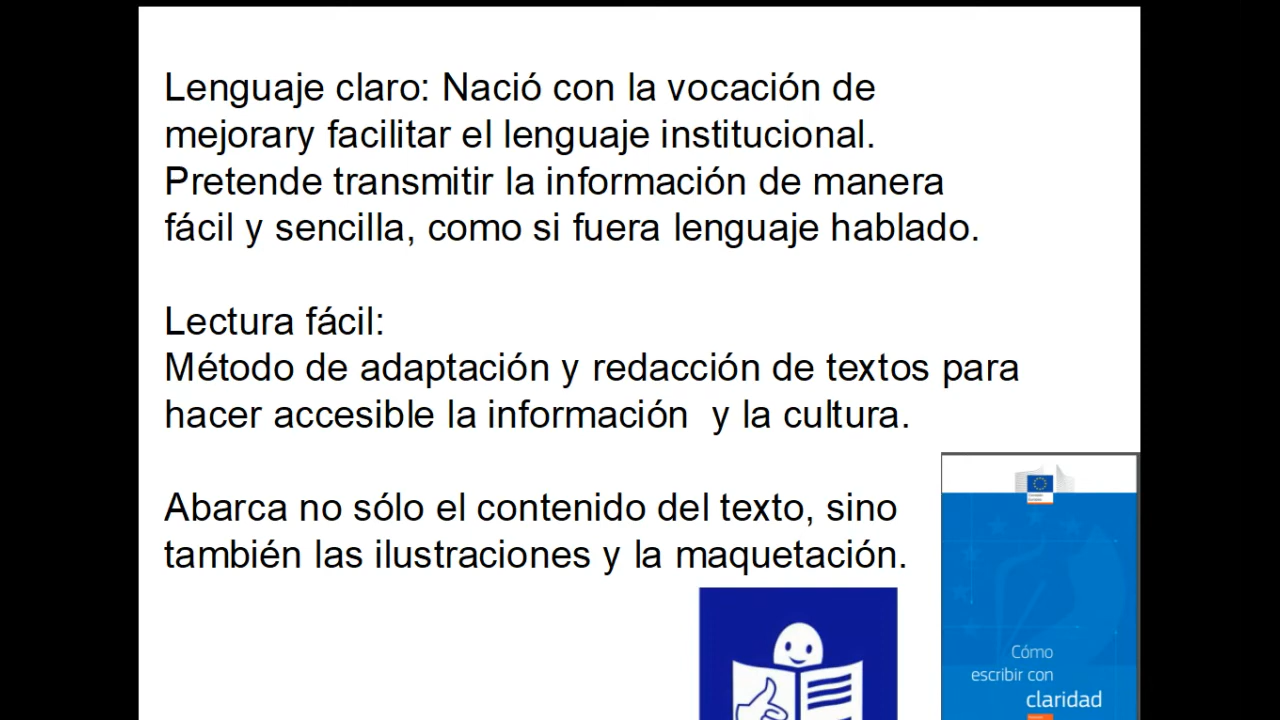 Lenguaje claro: Nació con la vocación de
mejorary facilitar el lenguaje institucional.
Pretende transmitir la información de manera
fácil y sencilla, como si fuera lenguaje hablado.
Lectura fácil:
Método de adaptación y redacción de textos para
hacer accesible la información  y la cultura.
Abarca no sólo el contenido del texto, sino
también las ilustraciones y la maquetación.
Cómo
escribir con
claridad